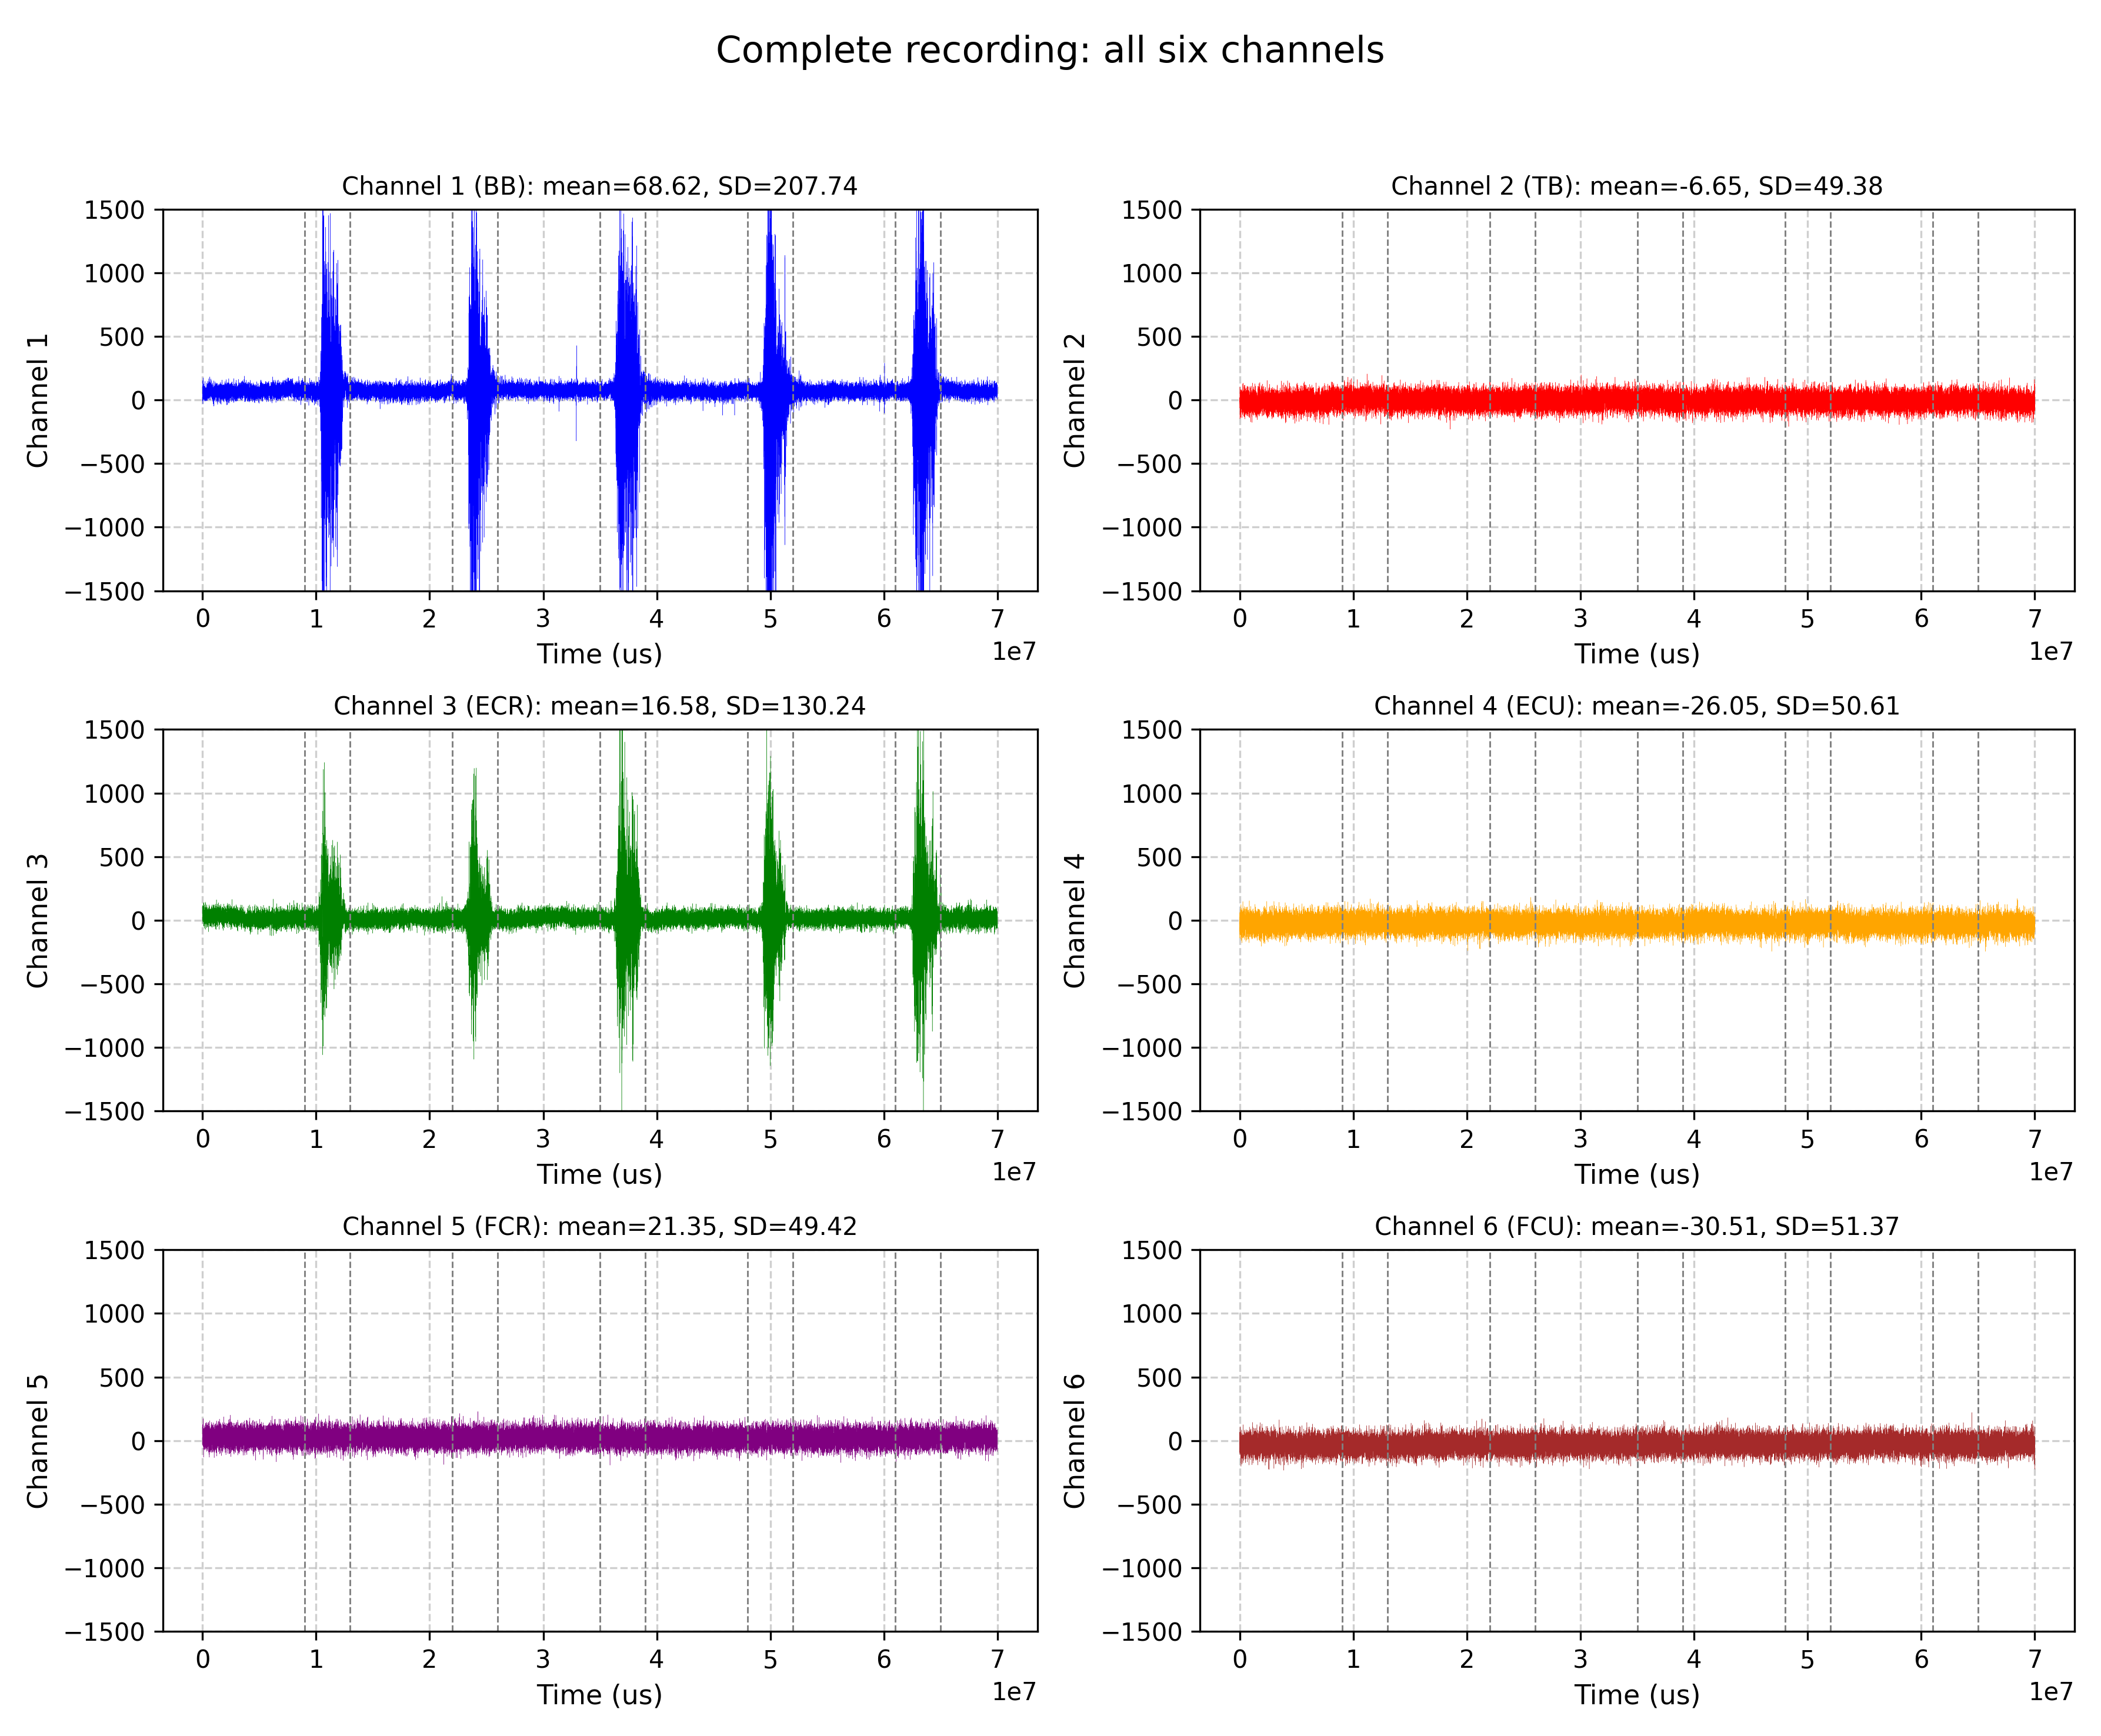 Complete recording: all six channels
Channel 1 (BB): mean=68.62, SD=207.74
1500
1000
500
0
−500
−1000
−1500
Channel 1
0 1 2 3 4 5 6 7
1e7
Time (us)
Channel 2 (TB): mean=-6.65, SD=49.38
1500
1000
500
0
−500
−1000
−1500
Channel 2
0 1 2 3 4 5 6 7
1e7
Time (us)
Channel 3 (ECR): mean=16.58, SD=130.24
1500
1000
500
0
−500
−1000
−1500
Channel 3
0 1 2 3 4 5 6 7
1e7
Time (us)
Channel 4 (ECU): mean=-26.05, SD=50.61
1500
1000
500
0
−500
−1000
−1500
Channel 4
0 1 2 3 4 5 6 7
1e7
Time (us)
Channel 5 (FCR): mean=21.35, SD=49.42
1500
1000
500
0
−500
−1000
−1500
Channel 5
0 1 2 3 4 5 6 7
1e7
Time (us)
Channel 6 (FCU): mean=-30.51, SD=51.37
1500
1000
500
0
−500
−1000
−1500
Channel 6
0 1 2 3 4 5 6 7
1e7
Time (us)